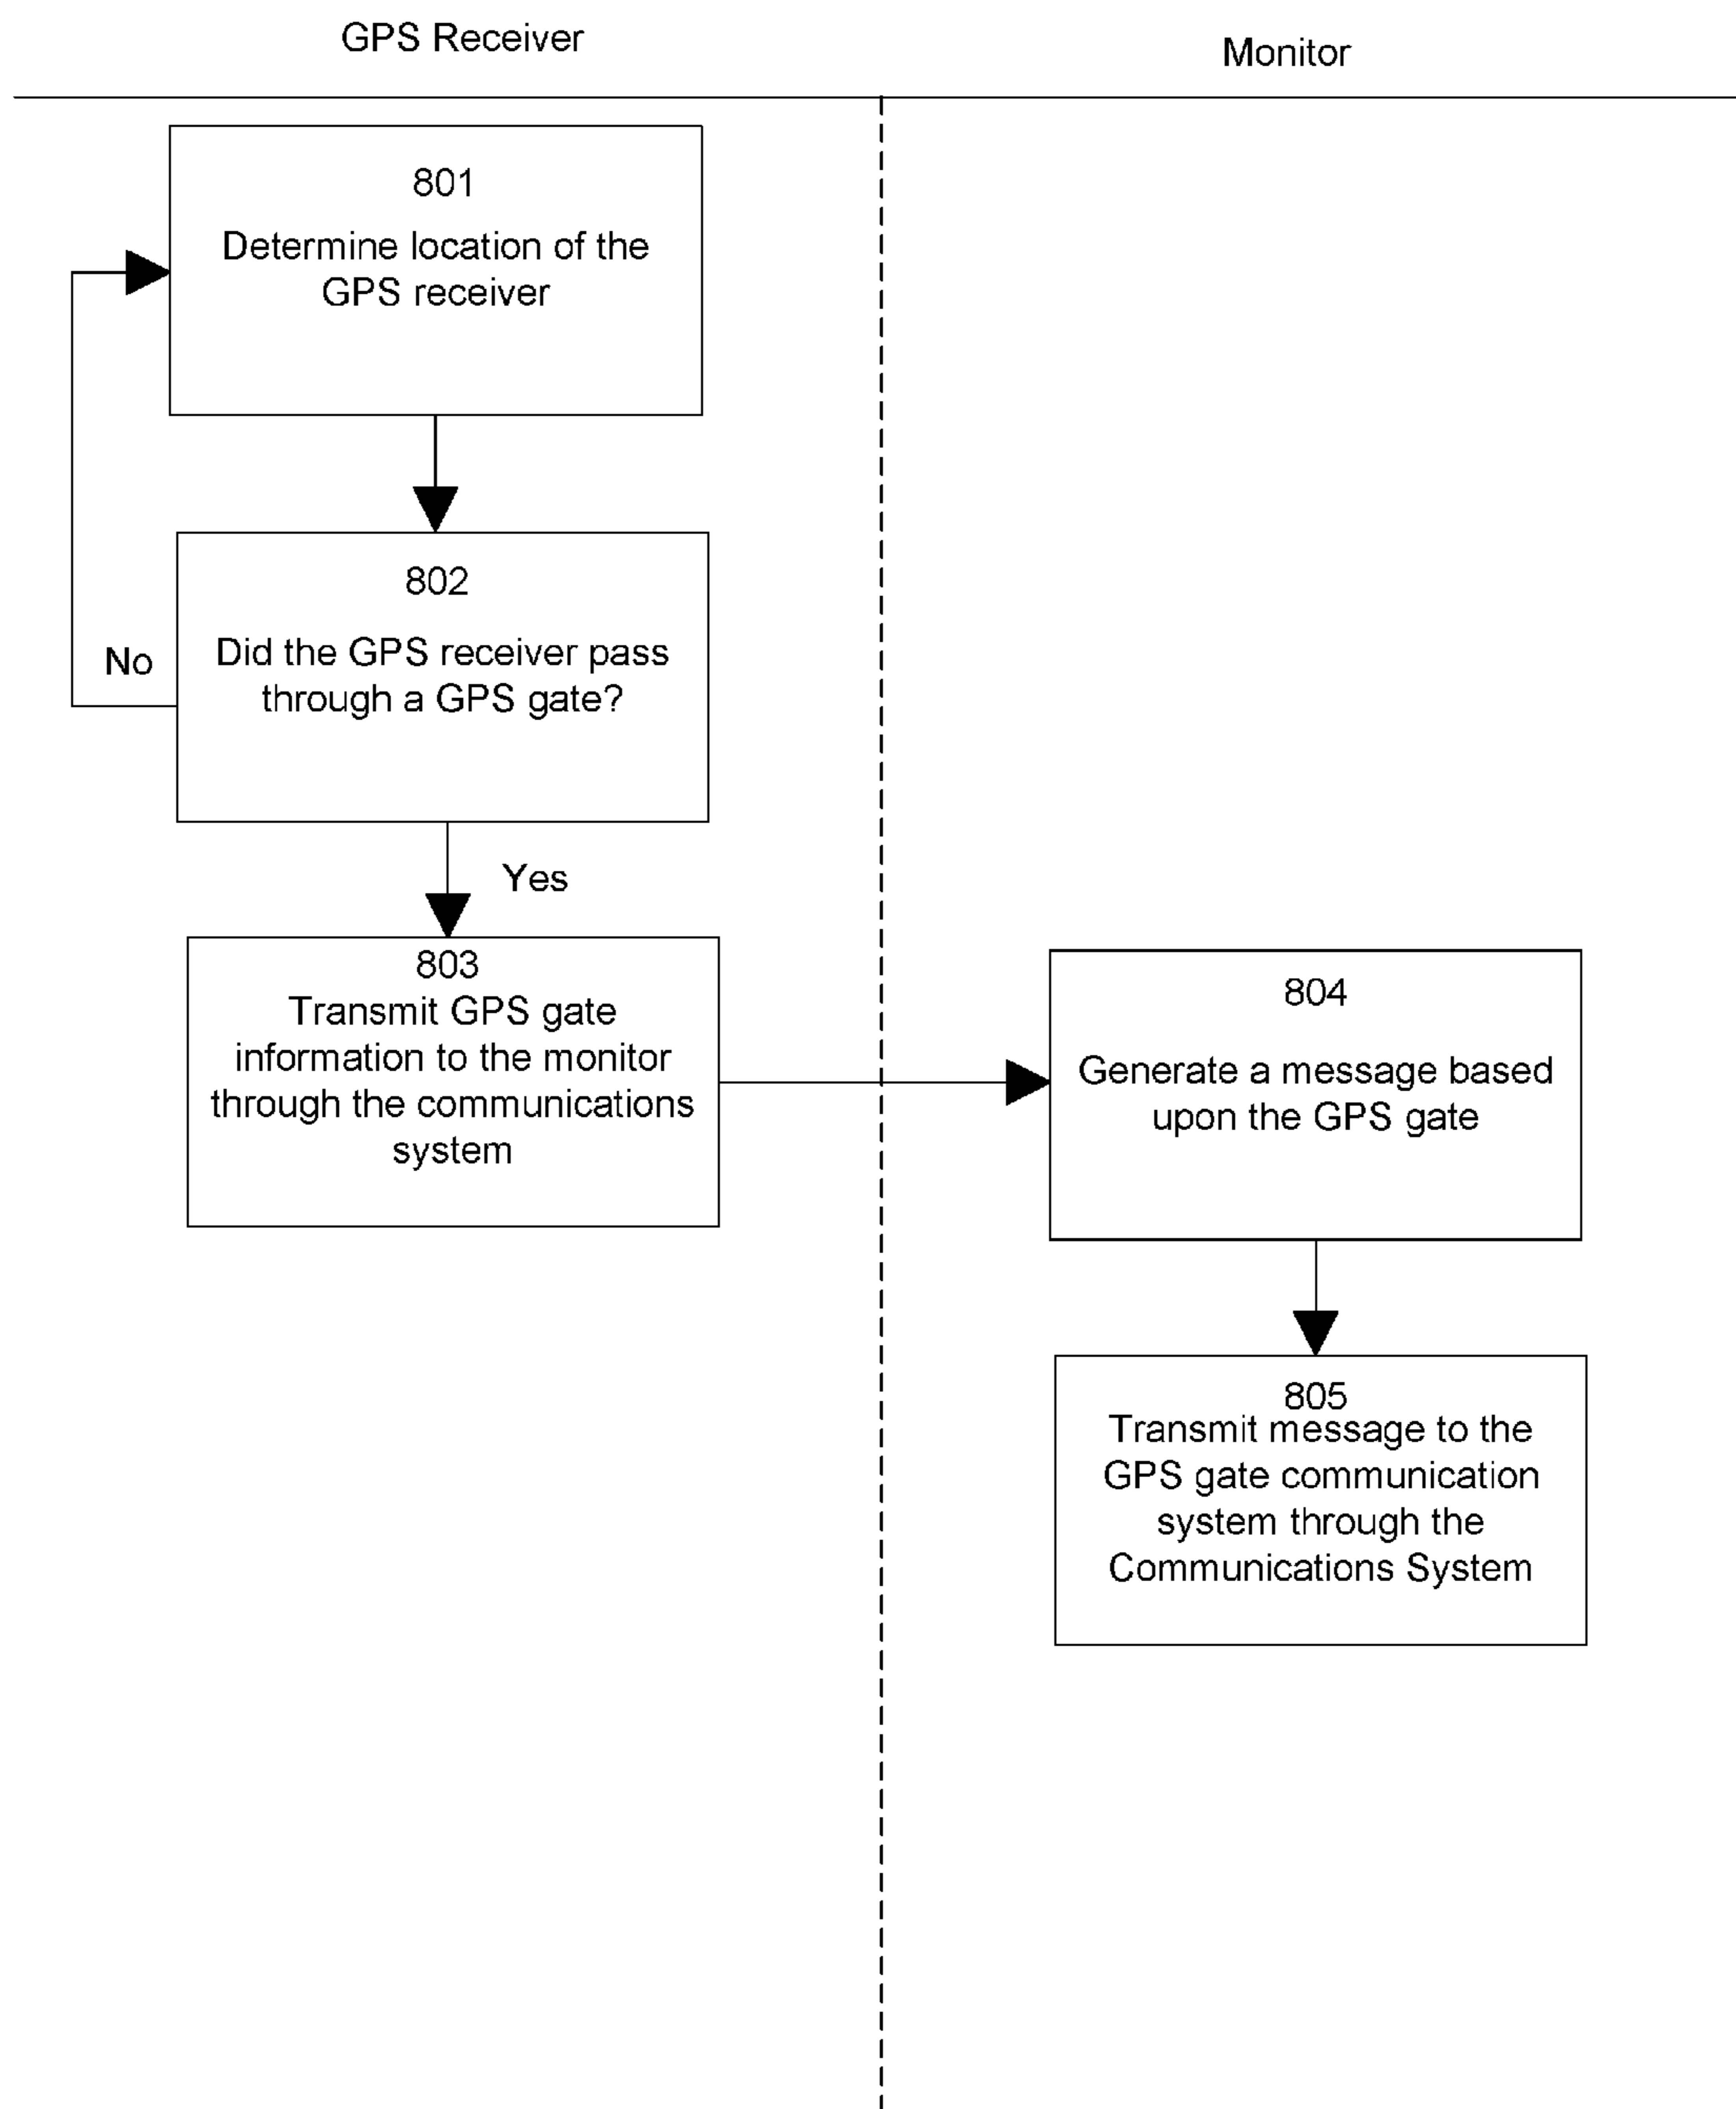 GPS Receiver
Monitor
801
Determine location of the
GPS receiver
802
Did the GPS receiver pass
through a GPS gate?
No
Yes
803
Transmit GPS gate
information to the monitor
through the communications
system
804
Generate a message based
upon the GPS gate
805
Transmit message to the
GPS gate communication
system through the
Communications System